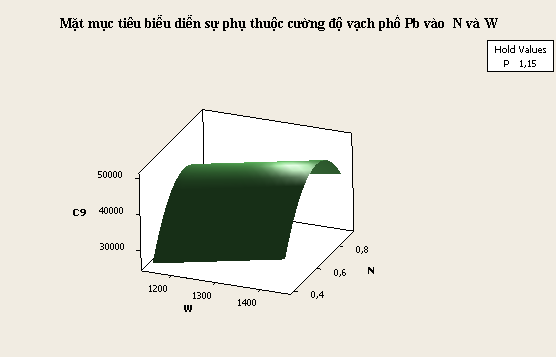 Mặt mục tiêu biểu diễn sự phụ thuộc cường độ vạch phổ Pb vào N và W
Hold Values
P 1,15
50000
C9 40000
30000
0,8
0,6 N
0,4
1200 1300 1400
W